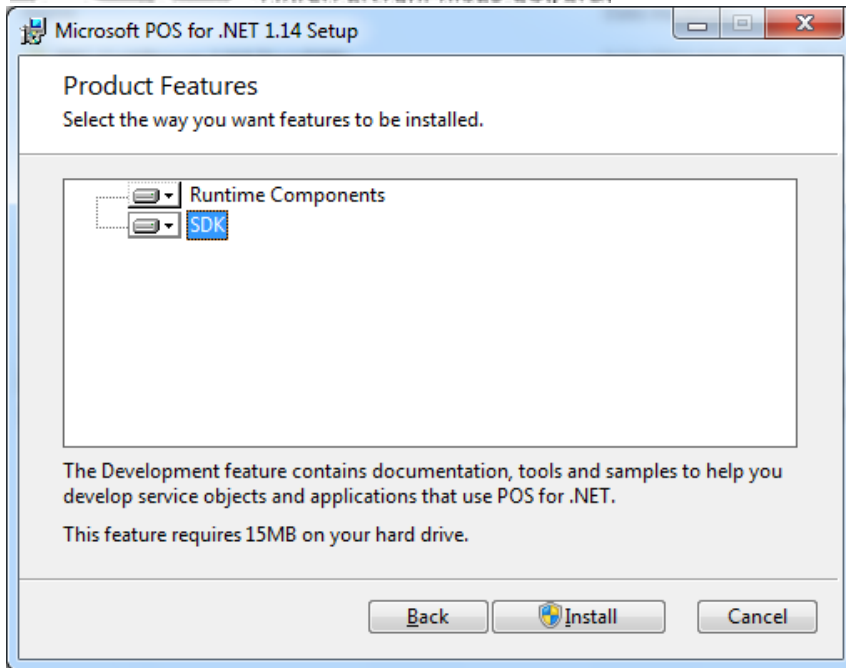 Microsoft POS for .NET 1.14 Setup
Product Features
Select the way you want features to be installed.
Runtime Components
SDK
The Development feature contains documentation, tools and samples to help you
develop service objects and applications that use POS for .NET.
This feature requires 15MB on your hard drive.
Back Install Cancel